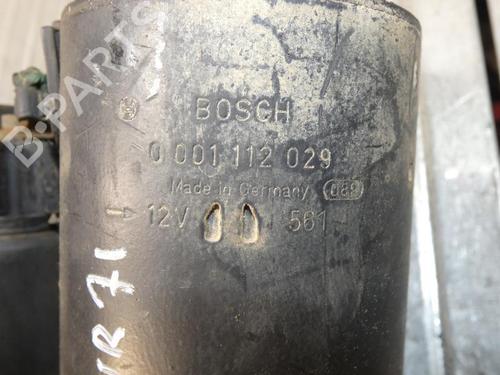 BOSCH
0 001 112 029
Made in Germany
12V 561
B-PARTS